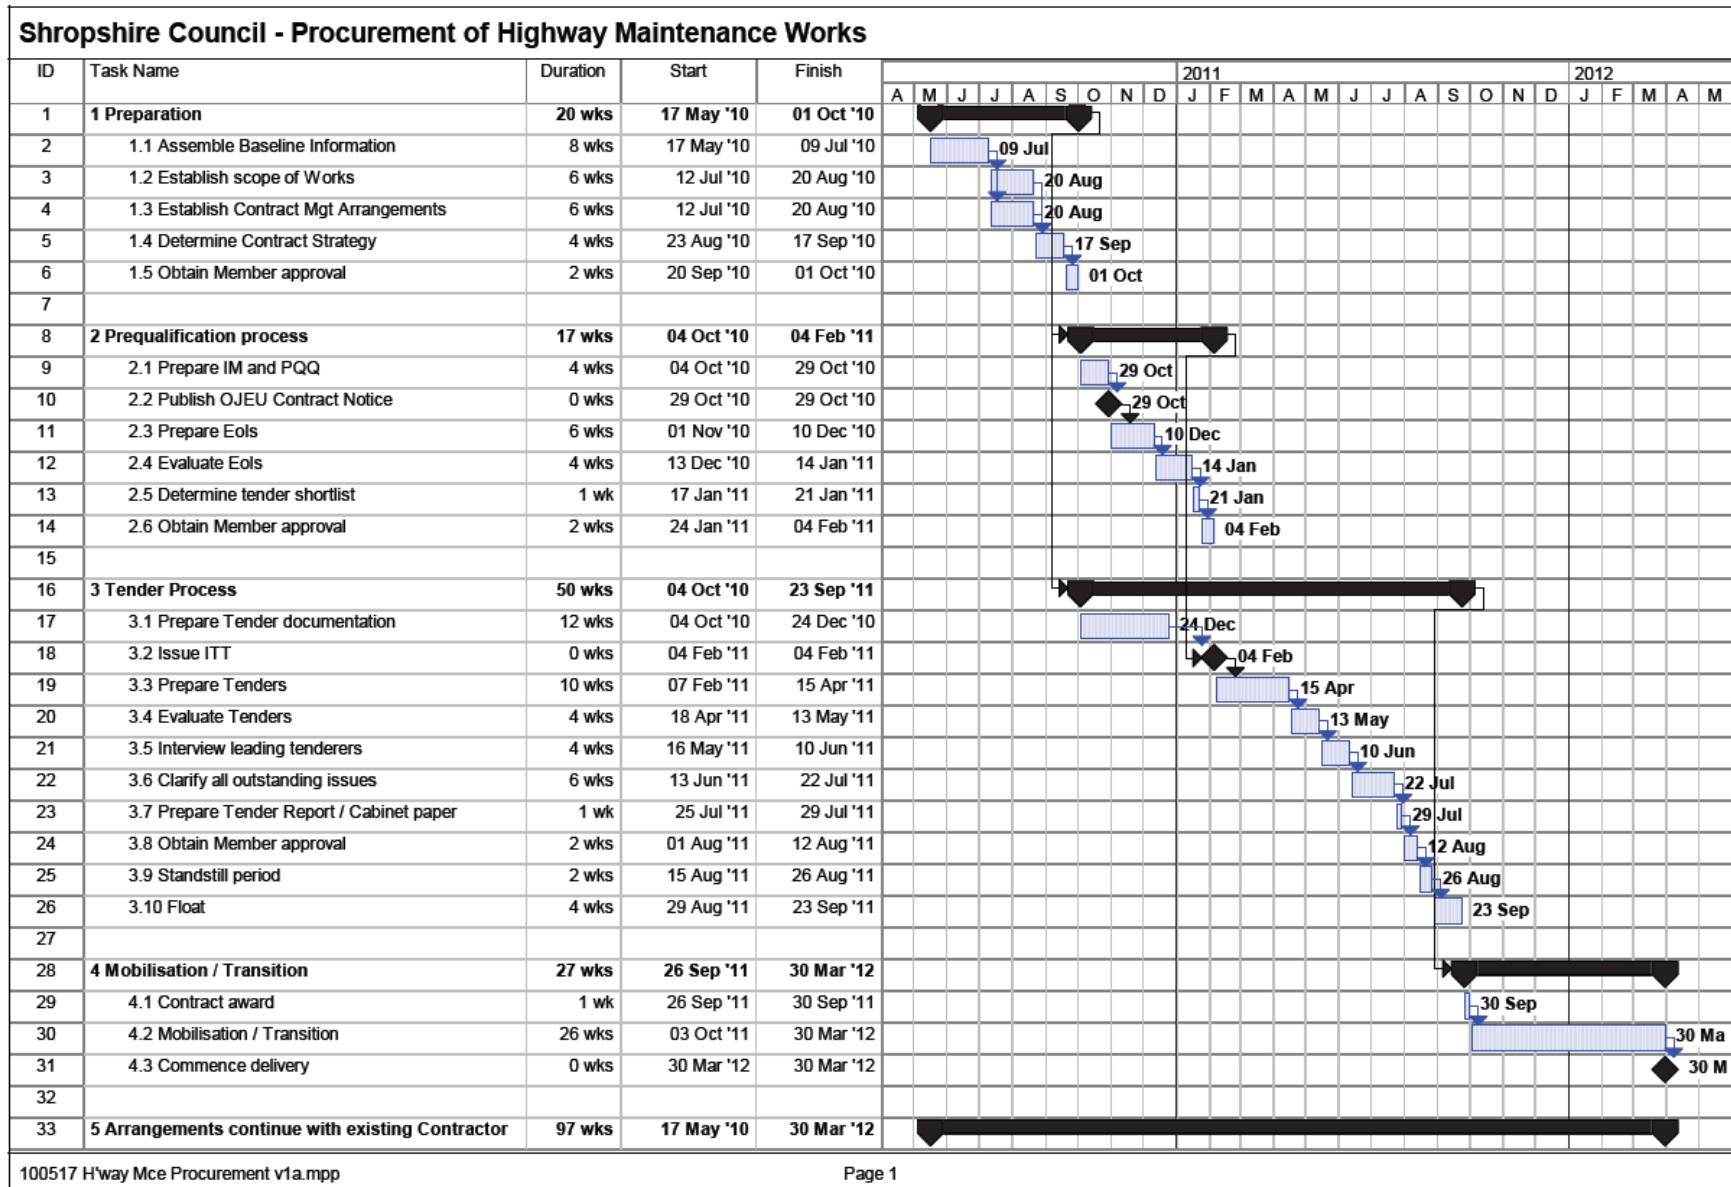 Shropshire Council - Procurement of Highway Maintenance Works
ID Task Name Duration Start Finish 2011 2012
A M J J A S O N D J F M A M J J A S O N D J F M A M
1 1 Preparation 20 wks 17 May '10 01 Oct '10
2 1.1 Assemble Baseline Information 8 wks 17 May '10 09 Jul '10 09 Jul
3 1.2 Establish scope of Works 6 wks 12 Jul '10 20 Aug '10 20 Aug
4 1.3 Establish Contract Mgt Arrangements 6 wks 12 Jul '10 20 Aug '10 20 Aug
5 1.4 Determine Contract Strategy 4 wks 23 Aug '10 17 Sep '10 17 Sep
6 1.5 Obtain Member approval 2 wks 20 Sep '10 01 Oct '10 01 Oct
7
8 2 Prequalification process 17 wks 04 Oct '10 04 Feb '11
9 2.1 Prepare IM and PQQ 4 wks 04 Oct '10 29 Oct '10 29 Oct
10 2.2 Publish OJEU Contract Notice 0 wks 29 Oct '10 29 Oct '10 29 Oct
11 2.3 Prepare EoIs 6 wks 01 Nov '10 10 Dec '10 10 Dec
12 2.4 Evaluate EoIs 4 wks 13 Dec '10 14 Jan '11 14 Jan
13 2.5 Determine tender shortlist 1 wk 17 Jan '11 21 Jan '11 21 Jan
14 2.6 Obtain Member approval 2 wks 24 Jan '11 04 Feb '11 04 Feb
15
16 3 Tender Process 50 wks 04 Oct '10 23 Sep '11
17 3.1 Prepare Tender documentation 12 wks 04 Oct '10 24 Dec '10 24 Dec
18 3.2 Issue ITT 0 wks 04 Feb '11 04 Feb '11 04 Feb
19 3.3 Prepare Tenders 10 wks 07 Feb '11 15 Apr '11 15 Apr
20 3.4 Evaluate Tenders 4 wks 18 Apr '11 13 May '11 13 May
21 3.5 Interview leading tenderers 4 wks 16 May '11 10 Jun '11 10 Jun
22 3.6 Clarify all outstanding issues 6 wks 13 Jun '11 22 Jul '11 22 Jul
23 3.7 Prepare Tender Report / Cabinet paper 1 wk 25 Jul '11 29 Jul '11 29 Jul
24 3.8 Obtain Member approval 2 wks 01 Aug '11 12 Aug '11 12 Aug
25 3.9 Standstill period 2 wks 15 Aug '11 26 Aug '11 26 Aug
26 3.10 Float 4 wks 29 Aug '11 23 Sep '11 23 Sep
27
28 4 Mobilisation / Transition 27 wks 26 Sep '11 30 Mar '12
29 4.1 Contract award 1 wk 26 Sep '11 30 Sep '11 30 Sep
30 4.2 Mobilisation / Transition 26 wks 03 Oct '11 30 Mar '12 30 Ma
31 4.3 Commence delivery 0 wks 30 Mar '12 30 Mar '12 30 M
32
33 5 Arrangements continue with existing Contractor 97 wks 17 May '10 30 Mar '12
100517 H'way Mce Procurement v1a.mpp Page 1